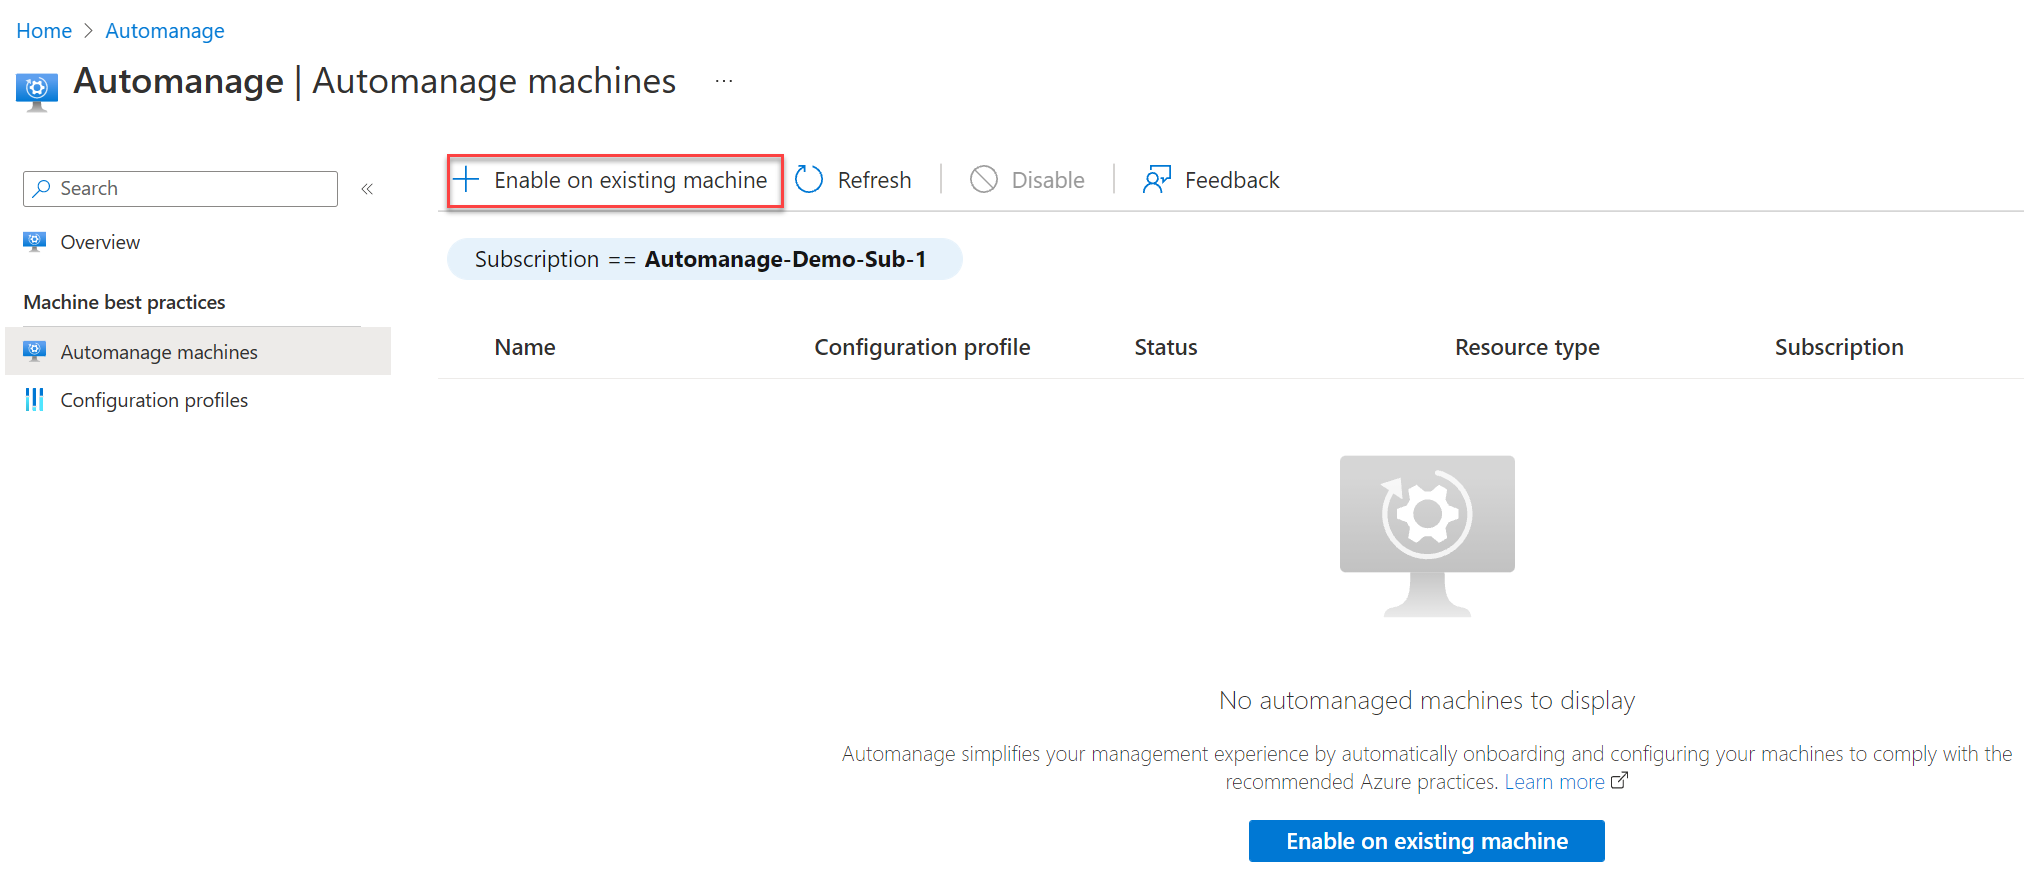 Home > Automanage
Automanage | Automanage machines ...
Search «
Enable on existing machine Refresh Disable Feedback
Overview
Subscription == Automanage-Demo-Sub-1
Machine best practices
Automanage machines
Configuration profiles
Name Configuration profile Status Resource type Subscription
No automanaged machines to display
Automanage simplifies your management experience by automatically onboarding and configuring your machines to comply with the
recommended Azure practices. Learn more
Enable on existing machine